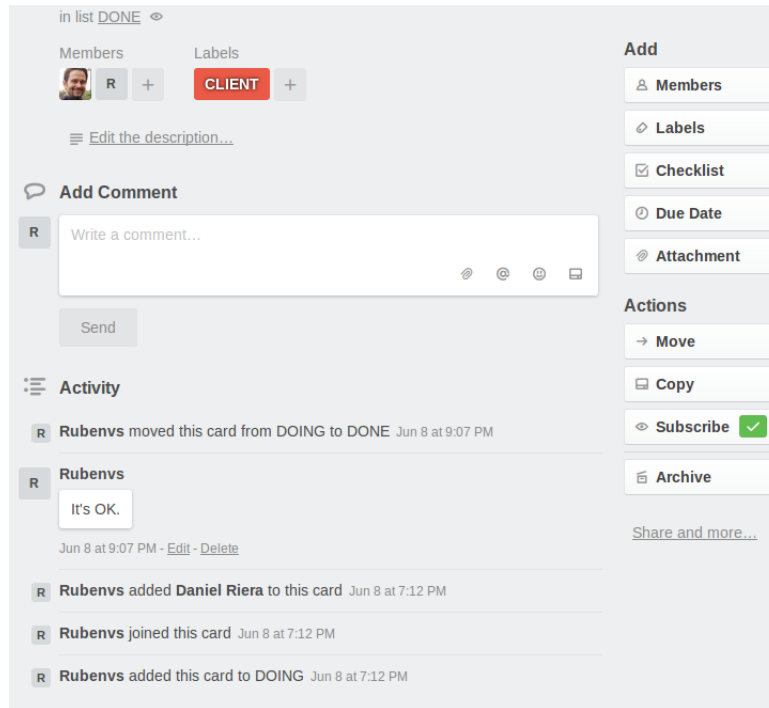 in list DONE
Members
Labels
R
+
CLIENT
+
Edit the description…
Add Comment
R
Write a comment…
@
Send
Activity
R Rubenvs moved this card from DOING to DONE Jun 8 at 9:07 PM
R
Rubenvs
It's OK.
Jun 8 at 9:07 PM - Edit - Delete
R Rubenvs added Daniel Riera to this card Jun 8 at 7:12 PM
R Rubenvs joined this card Jun 8 at 7:12 PM
R Rubenvs added this card to DOING Jun 8 at 7:12 PM
Add
Members
Labels
Checklist
Due Date
Attachment
Actions
Move
Copy
Subscribe
Archive
Share and more…